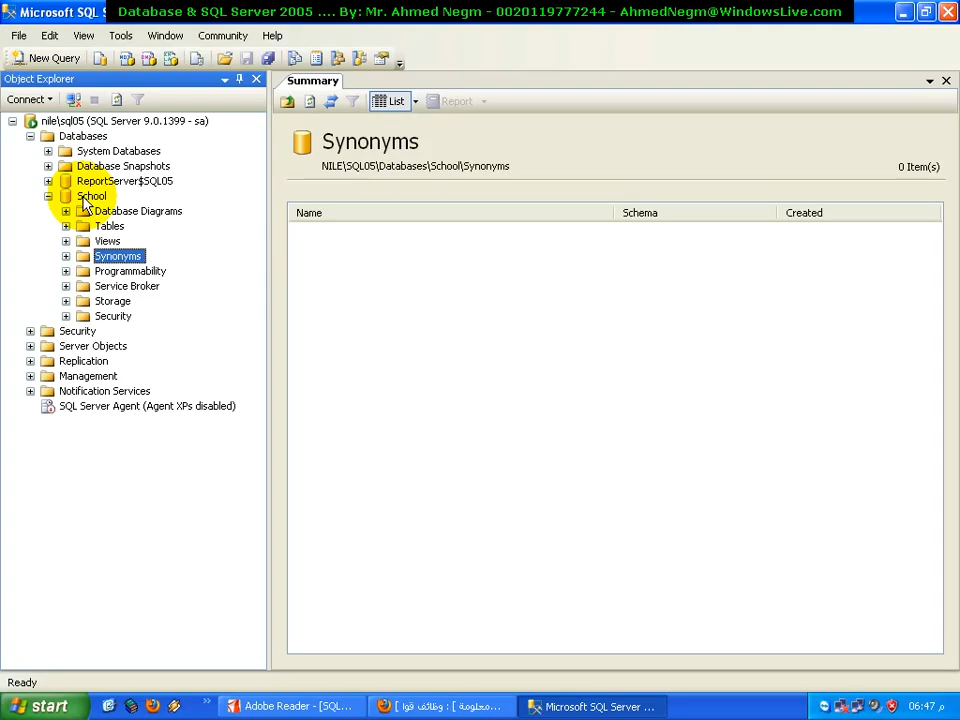 Microsoft SQL S
Database & SQL Server 2005 .... By: Mr. Ahmed Negm - 0020119777244 - AhmedNegm@WindowsLive.com
File Edit View Tools Window Community Help
New Query
Object Explorer
Summary
Connect
List
Report
nile\sql05 (SQL Server 9.0.1399 - sa)
Databases
System Databases
Database Snapshots
ReportServer$SQL05
School
Database Diagrams
Tables
Views
Synonyms
Programmability
Service Broker
Storage
Security
Security
Server Objects
Replication
Management
Notification Services
SQL Server Agent (Agent XPs disabled)
Synonyms
NILE\SQL05\Databases\School\Synonyms
0 Item(s)
Name Schema Created
Ready
start
Adobe Reader - [SQL...
[ معلومة ] : وظائف قوا...
Microsoft SQL Server ...
06:47 م